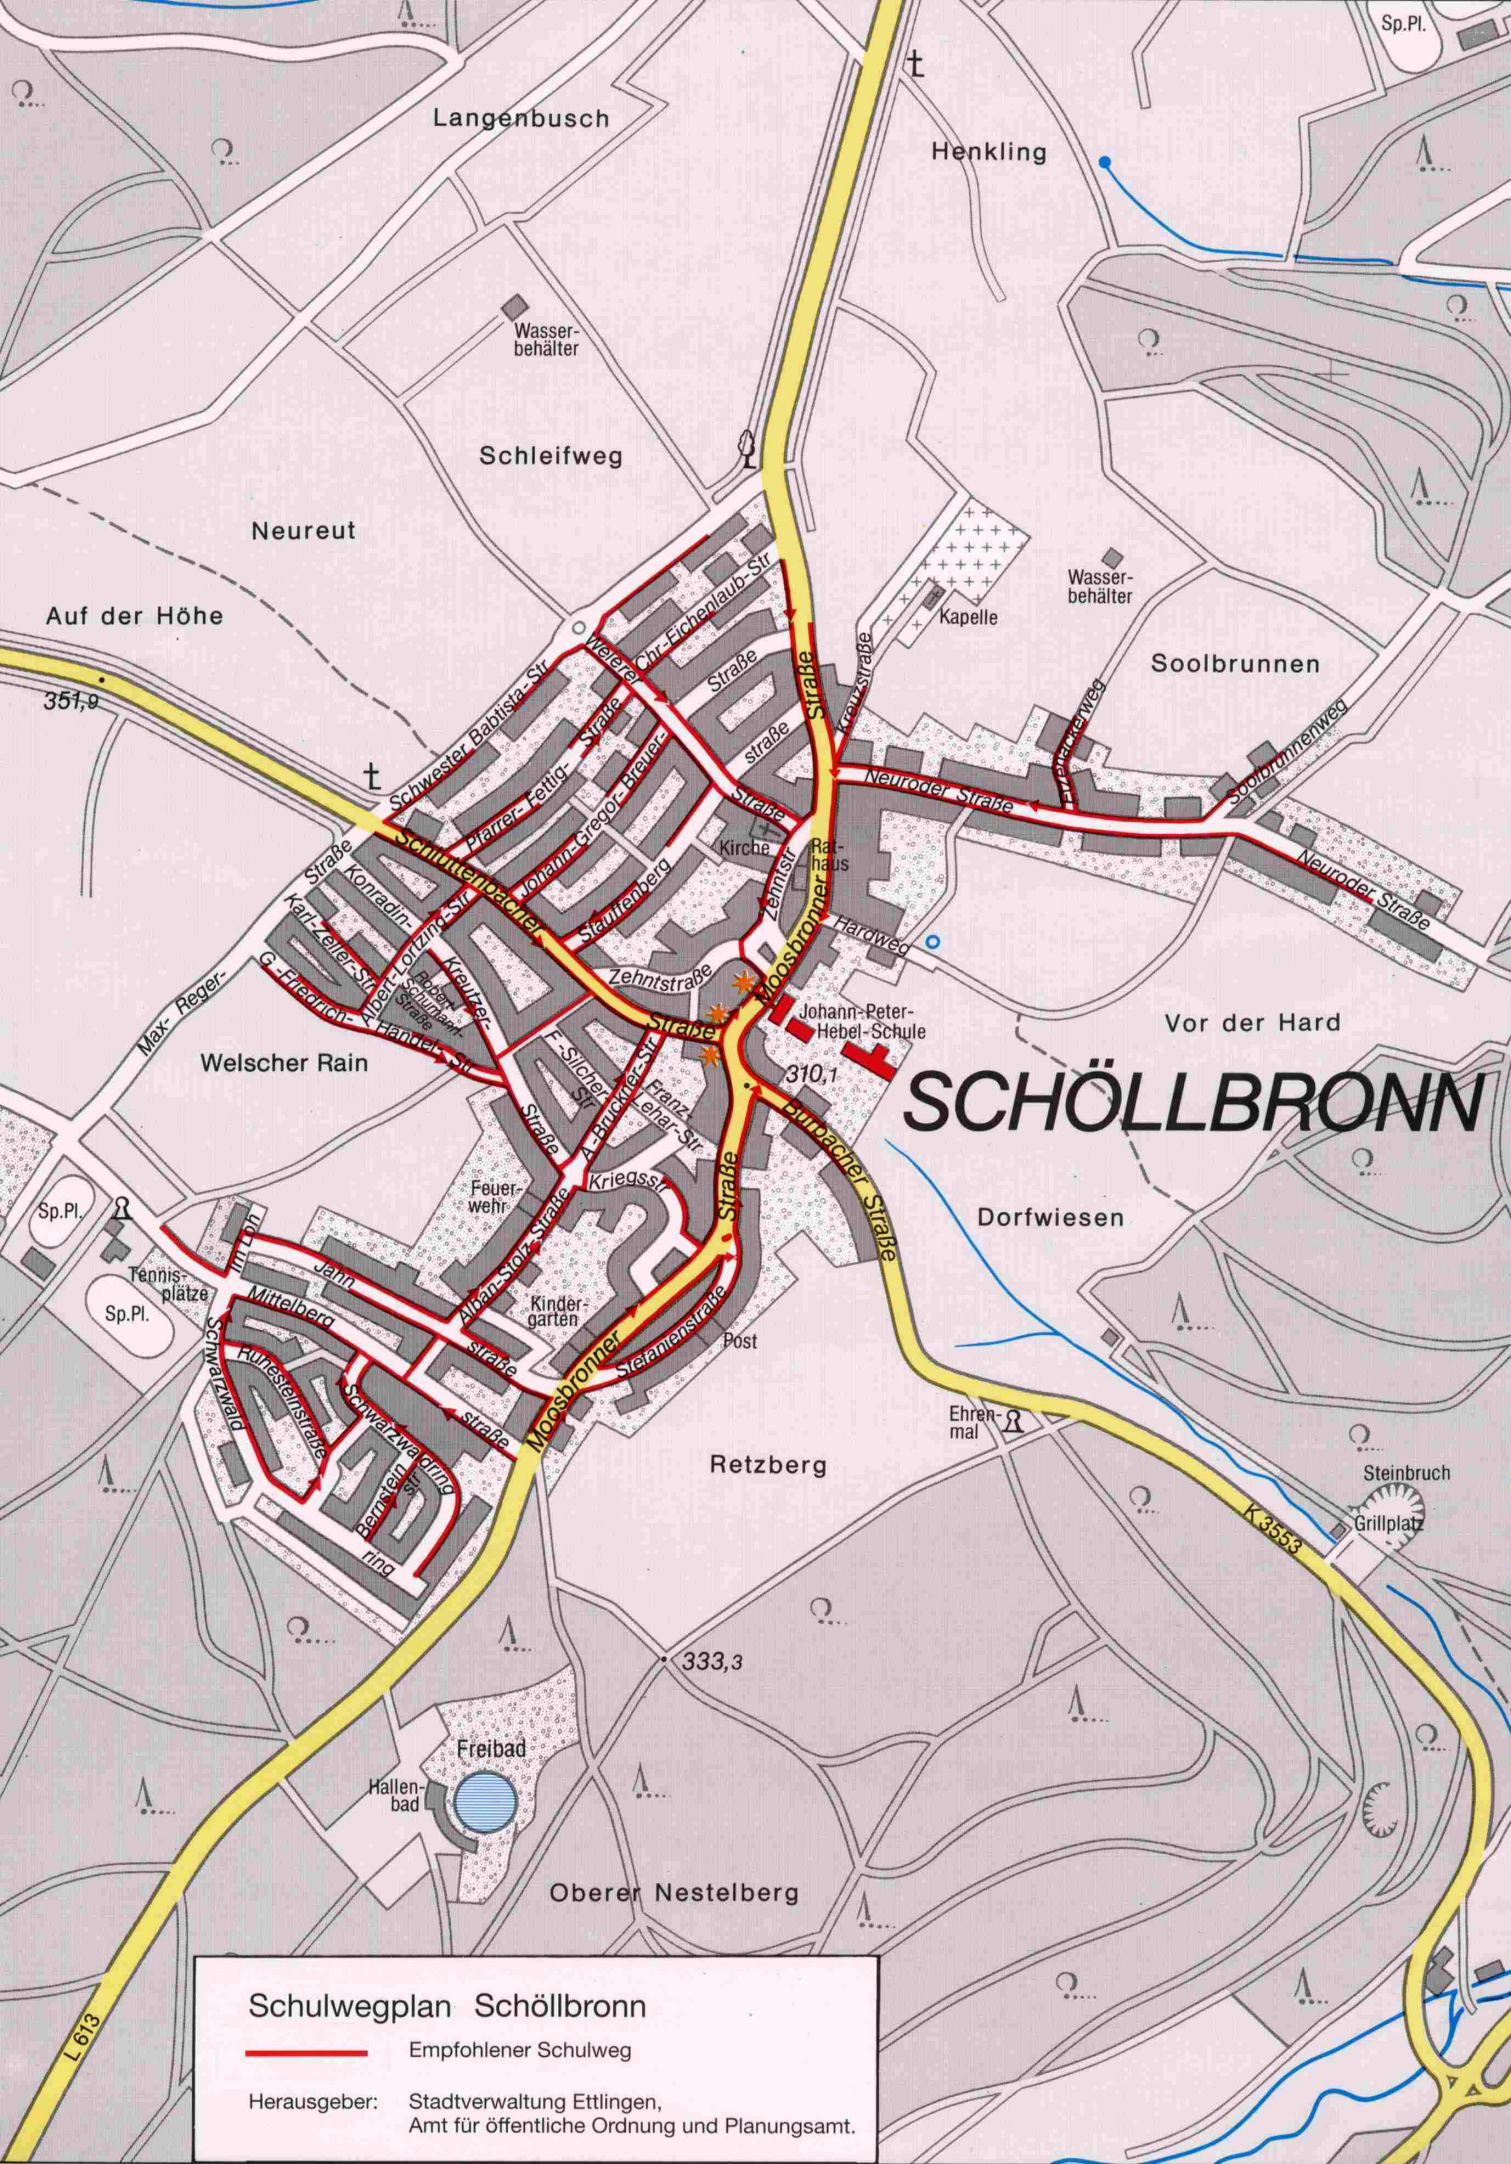 Sp.Pl.
Langenbusch
Henkling
Wasser-
behälter
Schleifweg
Neureut
Auf der Höhe
351,9
Wasser-
behälter
Kapelle
Soolbrunnen
Chr-Eichenlaub-Str
Weierer
Straße
Straße
Kreuzstraße
Schwester Babtista-Str
Straße
straße
Erlenäckerweg
Soolbrunnenweg
Pfarrer-Fettig-
Johann-Gregor-Breuer-
Straße
Neuroder Straße
Schluttenbacher
Kirche
Rat-
haus
Straße
Konradin-
Stauffenberg
Zehntstr
Neuroder Straße
Karl-Zeller-Str
Albert-Lortzing-Str
Moosbronner
Hardweg
G.-Friedrich-
Händel-Str
Robert-
Schumann-
Straße
Kreutzer-
Zehntstraße
Max-Reger-
Straße
Johann-Peter-
Hebel-Schule
Vor der Hard
Welscher Rain
F.-Silcher-
Str
A.-Bruckner-Str
Franz-
Lehar-Str
310,1
SCHÖLLBRONN
Straße
Burbacher Straße
Feuer-
wehr
Kriegsstr
Straße
Sp.Pl.
Dorfwiesen
Im Loh
Alban-Stolz-Straße
Jahn
Tennis-
plätze
Sp.Pl.
Mittelberg
Kinder-
garten
Stefanienstraße
Post
straße
Schwarzwald
Ruhesteinstraße
Moosbronner
Schwarzwaldring
straße
Ehren-
mal
Retzberg
Steinbruch
Grillplatz
Bernstein
str
ring
K 3553
333,3
Freibad
Hallen-
bad
Oberer Nestelberg
L 613
Schulwegplan Schöllbronn
Empfohlener Schulweg
Herausgeber: Stadtverwaltung Ettlingen,
Amt für öffentliche Ordnung und Planungsamt.